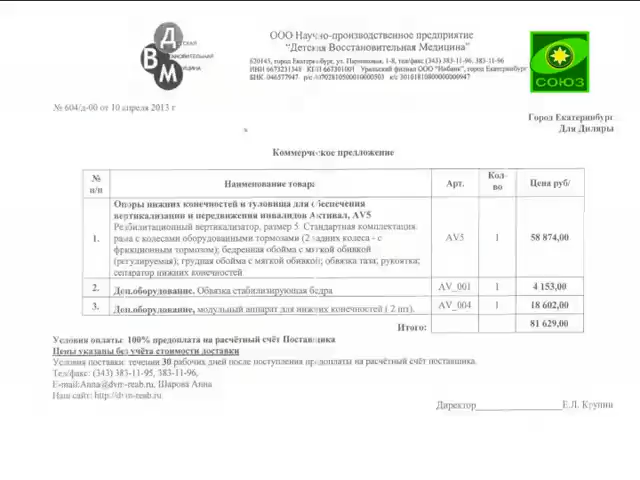 ДВМ
Детская
Восстановительная
Медицина
ООО Научно-производственное предприятие
"Детская Восстановительная Медицина"
620143, город Екатеринбург, ул. 1-8, тел/факс (343) 383-11-96, 383-11-96
ИНН 6673231348 КПП 667301001 Уральский филиал ООО город Екатеринбург
БИК 046577947 р/с к/с
СОЮЗ
№ 604/д-00 от 10 апреля 2013 г
Город Екатеринбург
Для Диляры
Коммерческое предложение
№ п/п Наименование товара Арт. Кол-во Цена руб/
1. Опоры нижних конечностей и туловища для обеспечения
вертикализации и передвижения инвалидов Активал, AV5
Реабилитационный вертикализатор, размер 5. Стандартная комплектация:
рама с колесами оборудованными тормозами (2 задних колеса - с
фрикционным тормозом); бедренная обойма с мягкой обивкой
(регулируемая); грудная обойма с мягкой обивкой; обвязка таза; рукоятка;
сепаратор нижних конечностей AV5 1 58 874,00
2. Доп.оборудование. Обвязка стабилизирующая бедра AV_001 1 4 153,00
3. Доп.оборудование, модульный аппарат для нижних конечностей ( 2 шт). AV_004 1 18 602,00
Итого: 81 629,00
Условия оплаты: 100% предоплата на расчётный счёт Поставщика
Цены указаны без учёта стоимости доставки
Условия поставки: течении 30 рабочих дней после поступления предоплаты на расчётный счёт поставщика.
Тел/факс: (343) 383-11-95, 383-11-96,
E-mail:Anna@dvm-reab.ru, Шарова Анна
Наш сайт: http://dvm-reab.ru
Директор Е.Л. Крупин